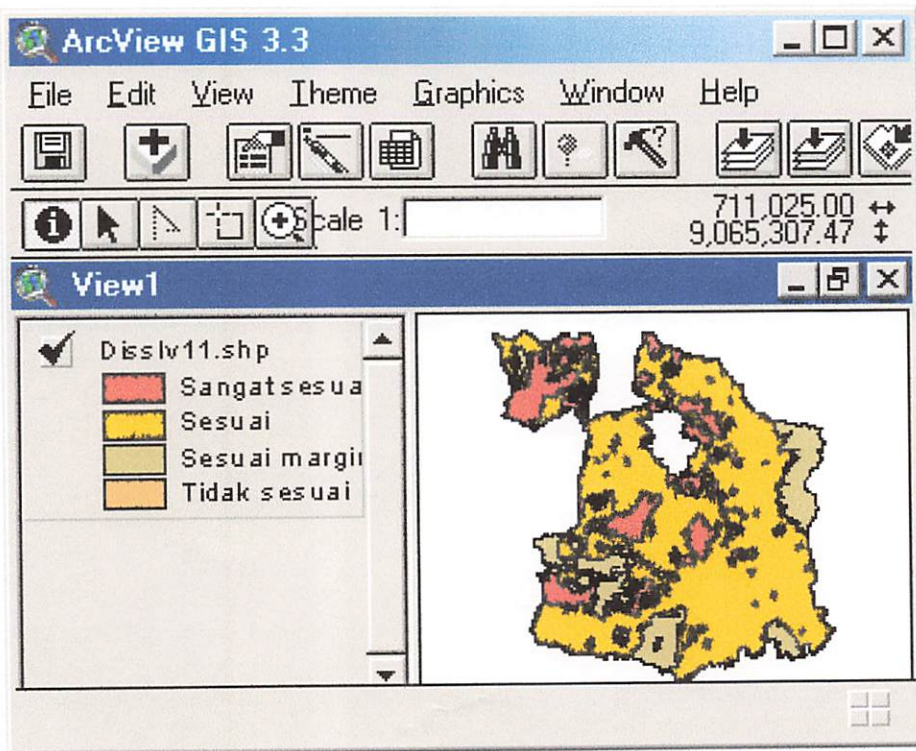 ArcView GIS 3.3
File Edit View Theme Graphics Window Help
Scale 1:
711,025.00
9,065,307.47
View1
Disslv11.shp
Sangatsesua
Sesuai
Sesuai margin
Tidak sesuai